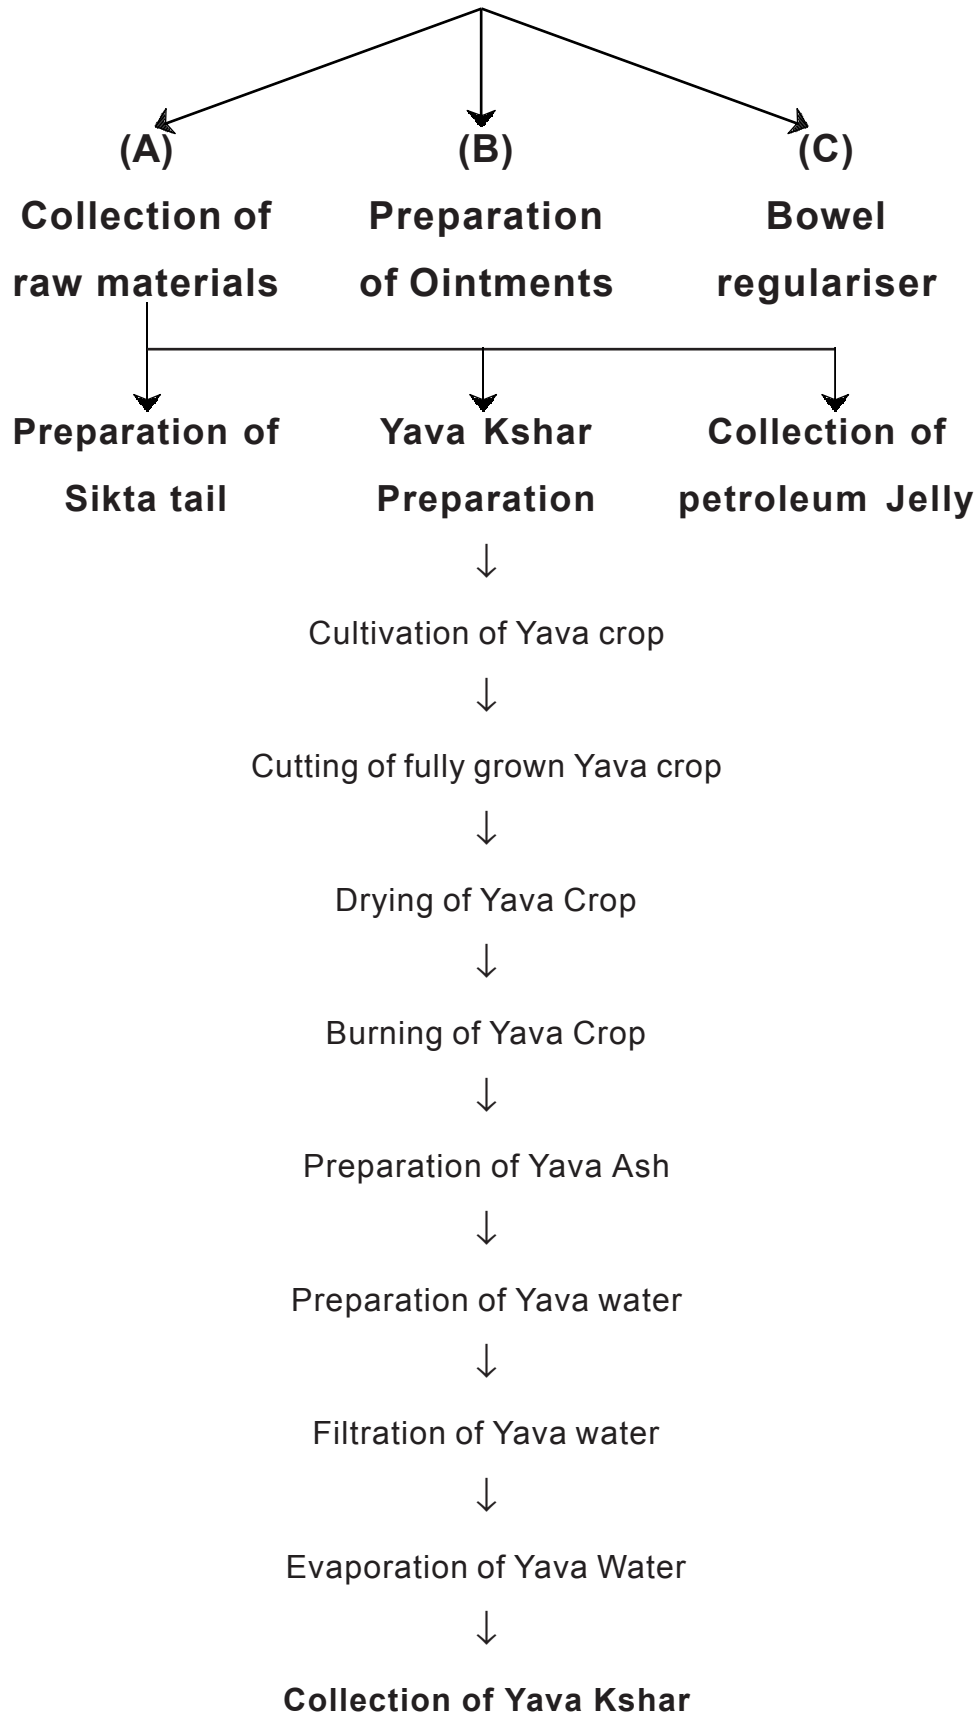 (A) (B) (C)
Collection of Preparation Bowel
raw materials of Ointments regulariser
Preparation of Yava Kshar Collection of
Sikta tail Preparation petroleum Jelly
↓
Cultivation of Yava crop
↓
Cutting of fully grown Yava crop
↓
Drying of Yava Crop
↓
Burning of Yava Crop
↓
Preparation of Yava Ash
↓
Preparation of Yava water
↓
Filtration of Yava water
↓
Evaporation of Yava Water
↓
Collection of Yava Kshar